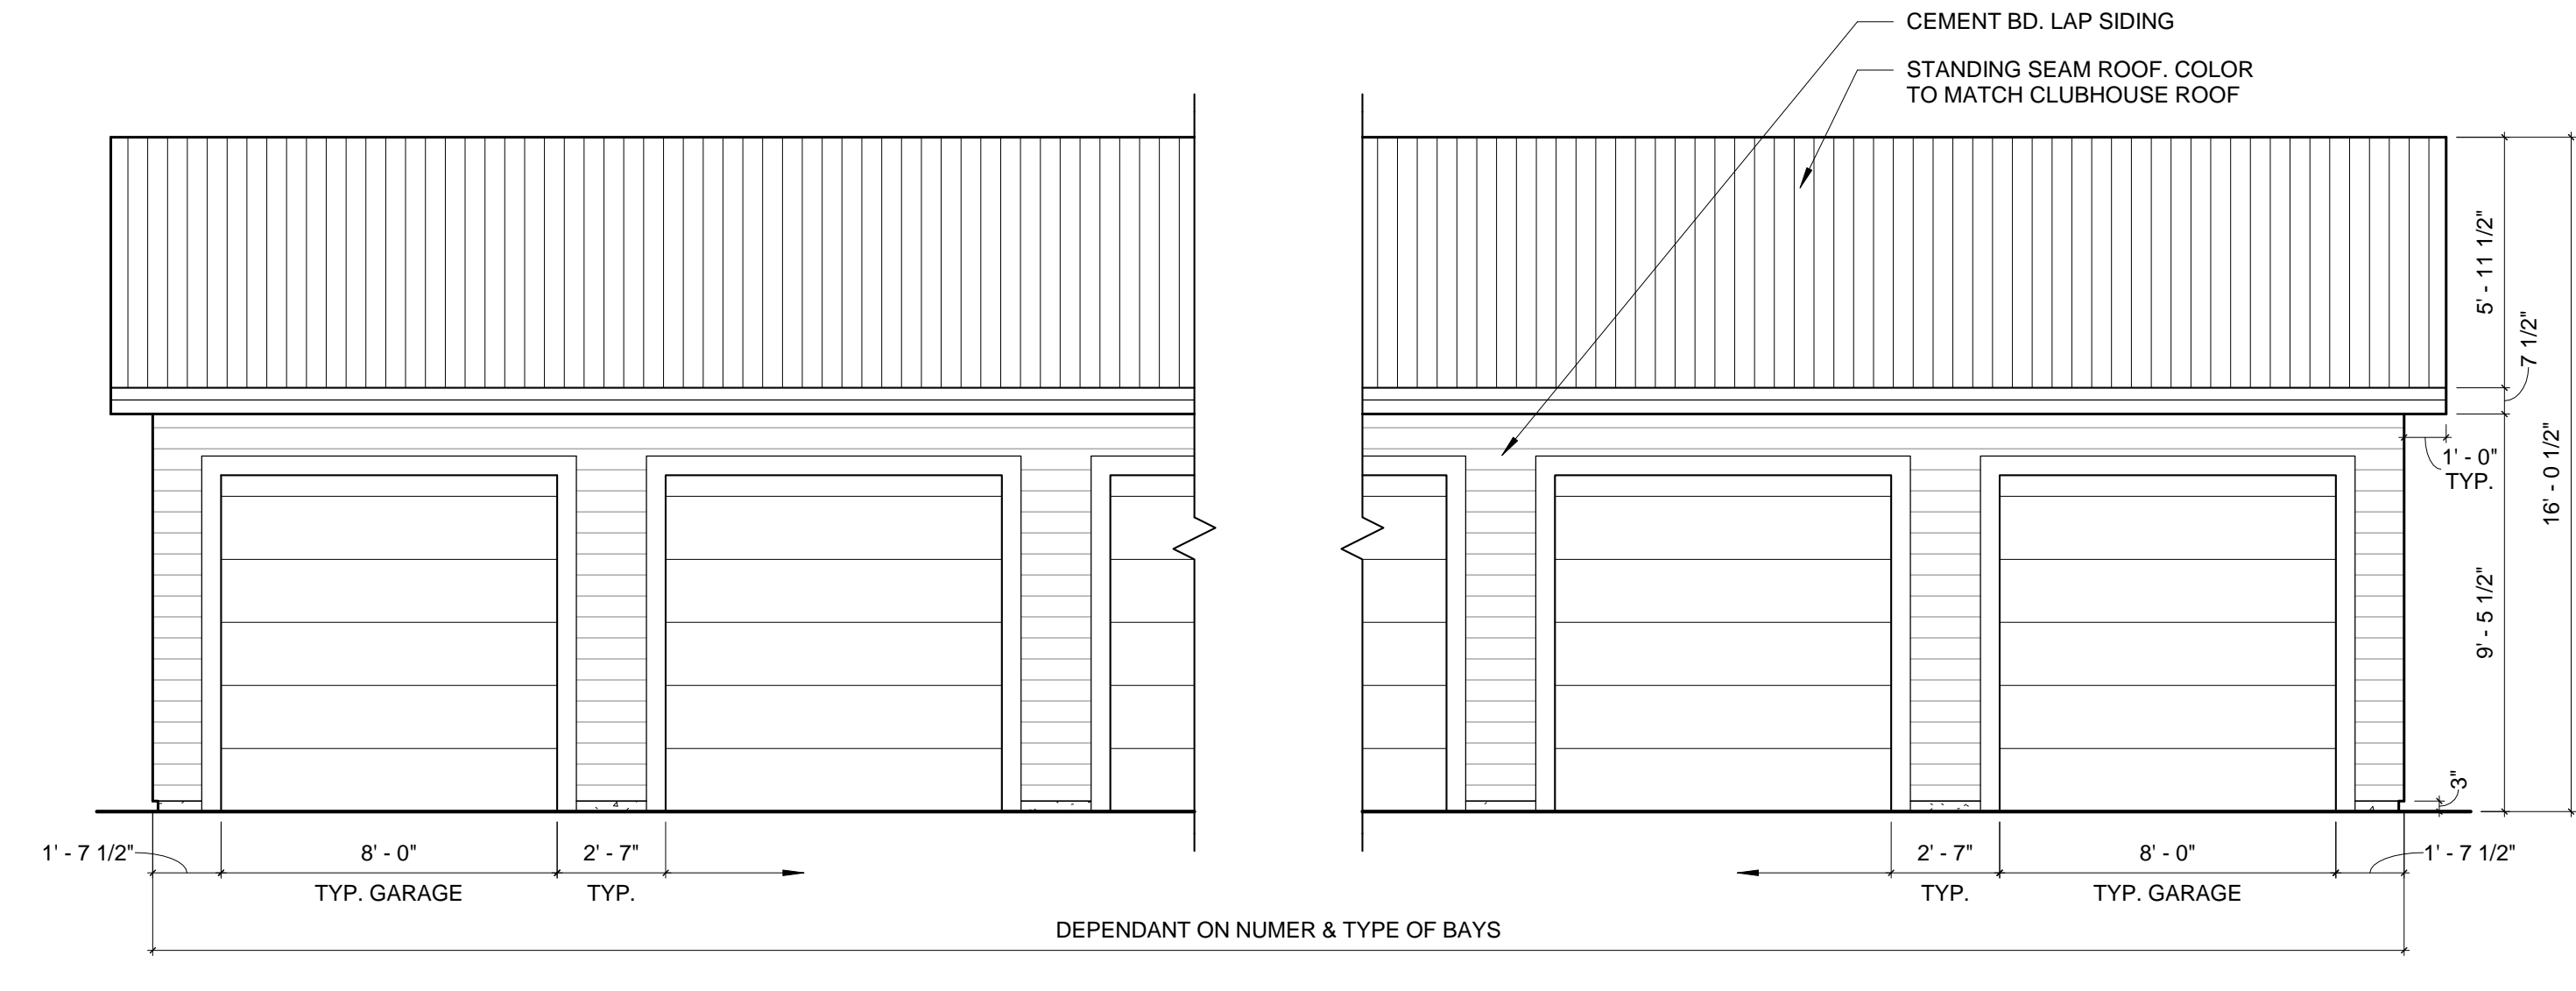 CEMENT BD. LAP SIDING
STANDING SEAM ROOF. COLOR
TO MATCH CLUBHOUSE ROOF
5' - 11 1/2"
7 1/2"
16' - 0 1/2"
1' - 0"
TYP.
9' - 5 1/2"
3"
1' - 7 1/2"
8' - 0"
TYP. GARAGE
2' - 7"
TYP.
2' - 7"
TYP.
8' - 0"
TYP. GARAGE
1' - 7 1/2"
DEPENDANT ON NUMER & TYPE OF BAYS